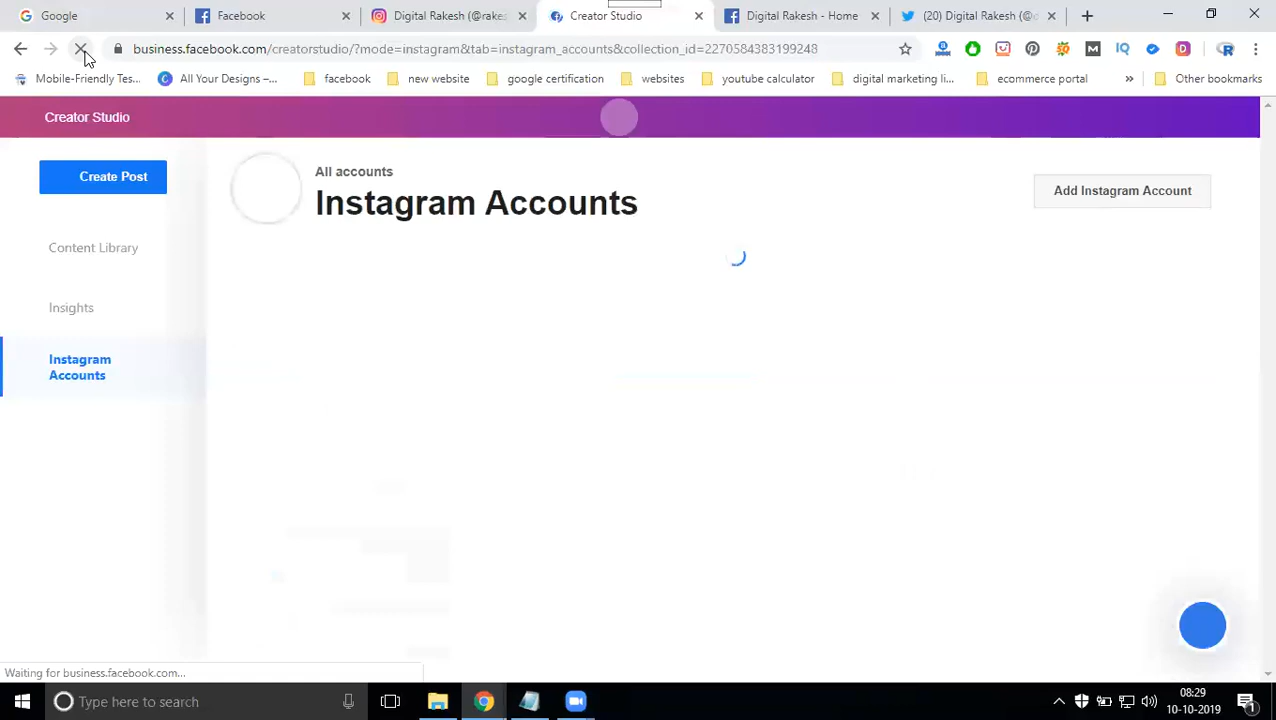 Google
Facebook
Digital Rakesh (@rakes
Creator Studio
Digital Rakesh - Home
(20) Digital Rakesh (@
business.facebook.com/creatorstudio/?mode=instagram&tab=instagram_accounts&collection_id=2270584383199248
Mobile-Friendly Tes...
All Your Designs –...
facebook
new website
google certification
websites
youtube calculator
digital marketing li...
ecommerce portal
»
Other bookmarks
Creator Studio
Create Post
All accounts
Instagram Accounts
Add Instagram Account
Content Library
Insights
Instagram
Accounts
Waiting for business.facebook.com...
Type here to search
08:29
10-10-2019